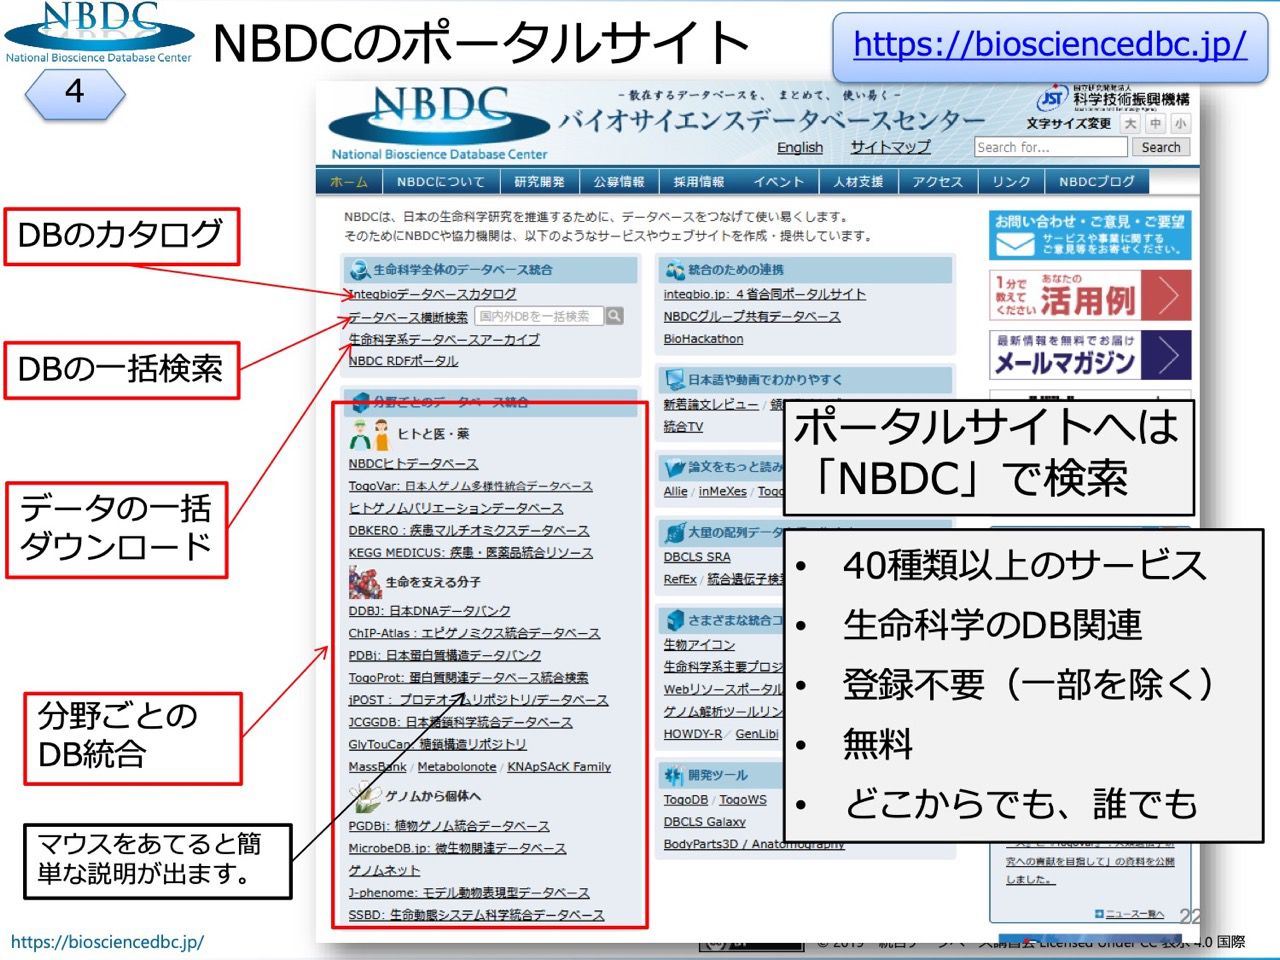 NBDC
National Bioscience Database Center
NBDCのポータルサイト
https://biosciencedbc.jp/
4
NBDC
National Bioscience Database Center
-散在するデータベースを、まとめて、使い易く-
バイオサイエンスデータベースセンター
English
サイトマップ
国立研究開発法人
JST 科学技術振興機構
文字サイズ変更 大 中 小
Search for...
Search
ホーム
NBDCについて
研究開発
公募情報
採用情報
イベント
人材支援
アクセス
リンク
NBDCブログ
NBDCは、日本の生命科学研究を推進するために、データベースをつなげて使い易くします。
そのためにNBDCや協力機関は、以下のようなサービスやウェブサイトを作成・提供しています。
DBのカタログ
DBの一括検索
データの一括
ダウンロード
分野ごとの
DB統合
マウスをあてると簡
単な説明が出ます。
生命科学全体のデータベース統合
Integbioデータベースカタログ
データベース横断検索 国内外DBを一括検索
生命科学系データベースアーカイブ
NBDC RDFポータル
分野ごとのデータベース統合
ヒトと医・薬
NBDCヒトデータベース
TogoVar: 日本人ゲノム多様性統合データベース
ヒトゲノムバリエーションデータベース
DBKERO : 疾患マルチオミクスデータベース
KEGG MEDICUS: 疾患・医薬品統合リソース
生命を支える分子
DDBJ: 日本DNAデータバンク
ChIP-Atlas : エピゲノミクス統合データベース
PDBj: 日本蛋白質構造データバンク
TogoProt: 蛋白質関連データベース統合検索
jPOST : プロテオームリポジトリ/データベース
JCGGDB: 日本糖鎖科学統合データベース
GlyTouCan: 糖鎖構造リポジトリ
MassBank / Metabolonote / KNApSAcK Family
ゲノムから個体へ
PGDBj: 植物ゲノム統合データベース
MicrobeDB.jp: 微生物関連データベース
ゲノムネット
J-phenome: モデル動物表現型データベース
SSBD: 生命動態システム科学統合データベース
統合のための連携
integbio.jp: ４省合同ポータルサイト
NBDCグループ共有データベース
BioHackathon
日本語や動画でわかりやすく
新着論文レビュー / 領
統合TV
論文をもっと読み
Allie / inMeXes / Togo
大量の配列データ
DBCLS SRA
RefEx / 統合遺伝子検
さまざまな統合コ
生物アイコン
生命科学系主要プロジ
Webリソースポータル
ゲノム解析ツールリン
HOWDY-R / GenLibi
開発ツール
TogoDB / TogoWS
DBCLS Galaxy
BodyParts3D / Anatomography
お問い合わせ・ご意見・ご要望
サービスや事業に関する
ご意見等をお寄せください。
1分で
教えて
ください
あなたの
活用例
最新情報を無料でお届け
メールマガジン
ポータルサイトへは
「NBDC」で検索
• 40種類以上のサービス
• 生命科学のDB関連
• 登録不要（一部を除く）
• 無料
• どこからでも、誰でも
究への貢献を目指して」の資料を公開
しました。
ニュース一覧へ
22
https://biosciencedbc.jp/
4.0 国際